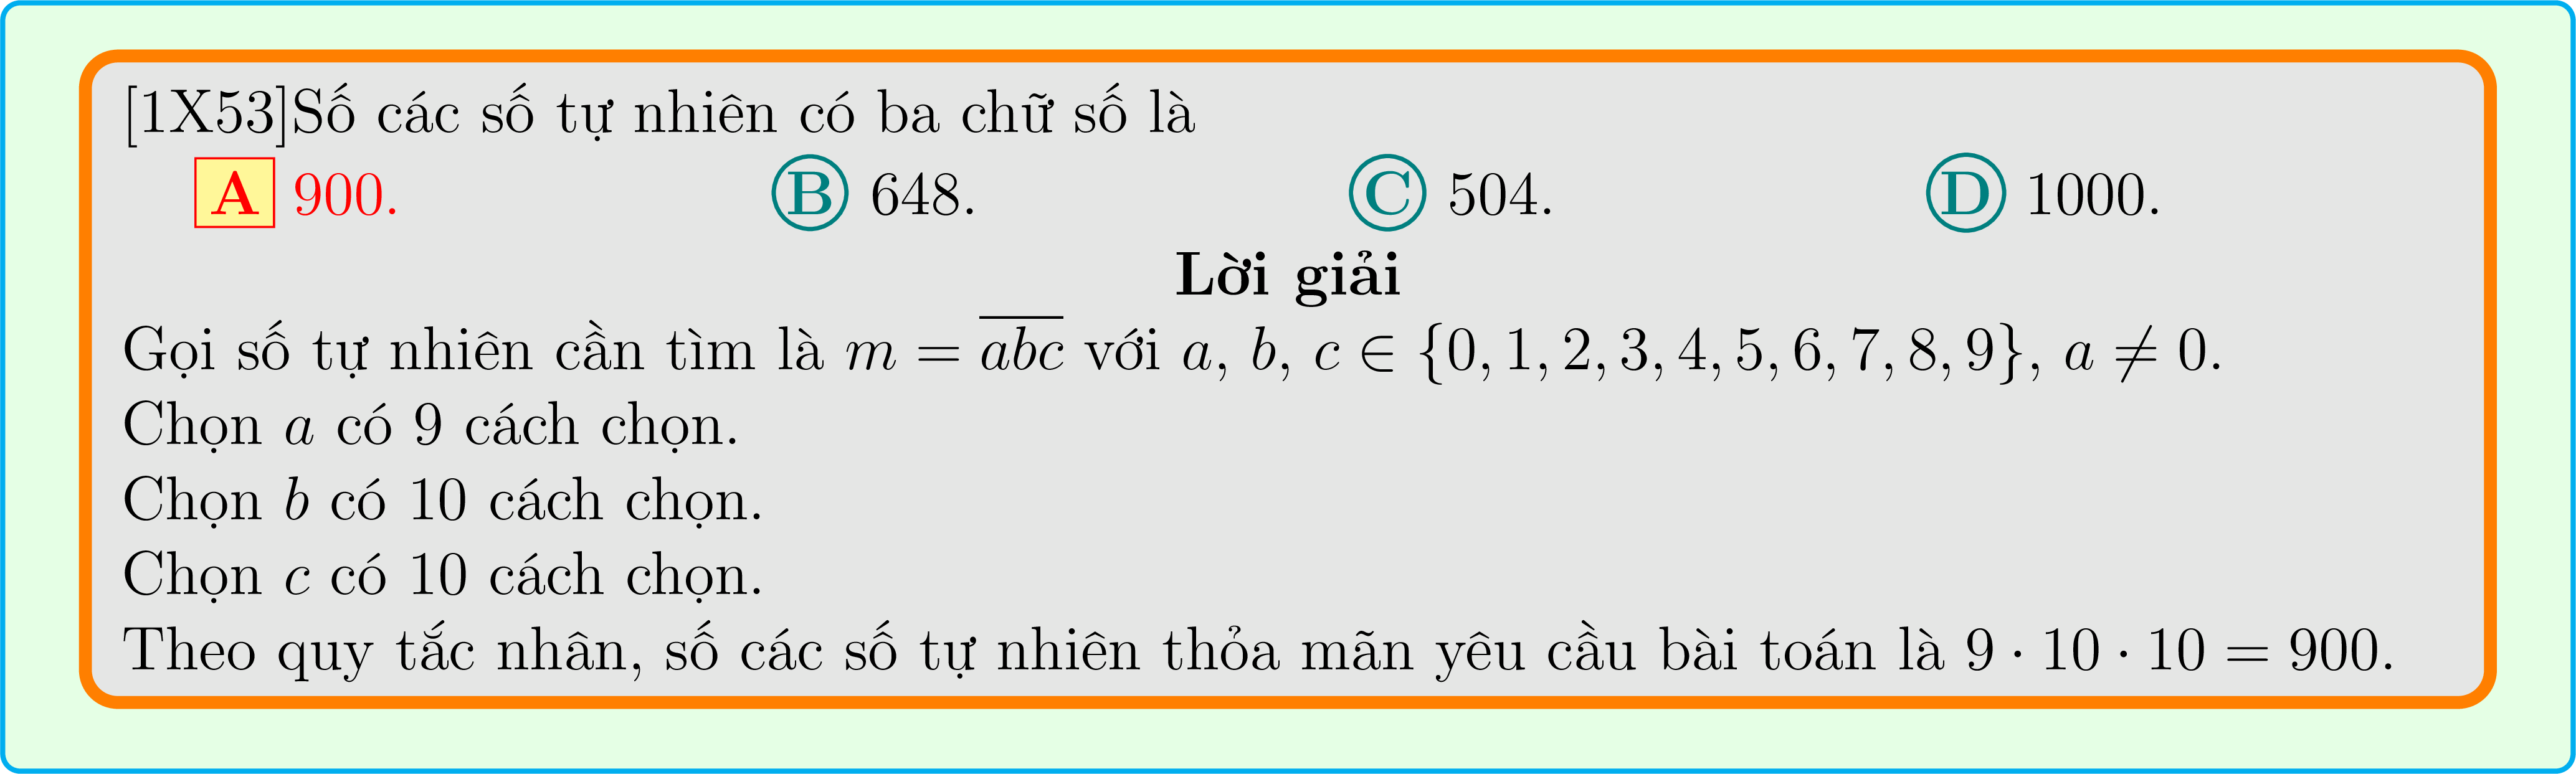 [1X53]Số các số tự nhiên có ba chữ số là
A 900. B 648. C 504. D 1000.
Lời giải
Gọi số tự nhiên cần tìm là $m = \overline{abc}$ với $a, b, c \in \{0, 1, 2, 3, 4, 5, 6, 7, 8, 9\}$, $a \neq 0$.
Chọn $a$ có 9 cách chọn.
Chọn $b$ có 10 cách chọn.
Chọn $c$ có 10 cách chọn.
Theo quy tắc nhân, số các số tự nhiên thỏa mãn yêu cầu bài toán là $9 \cdot 10 \cdot 10 = 900$.